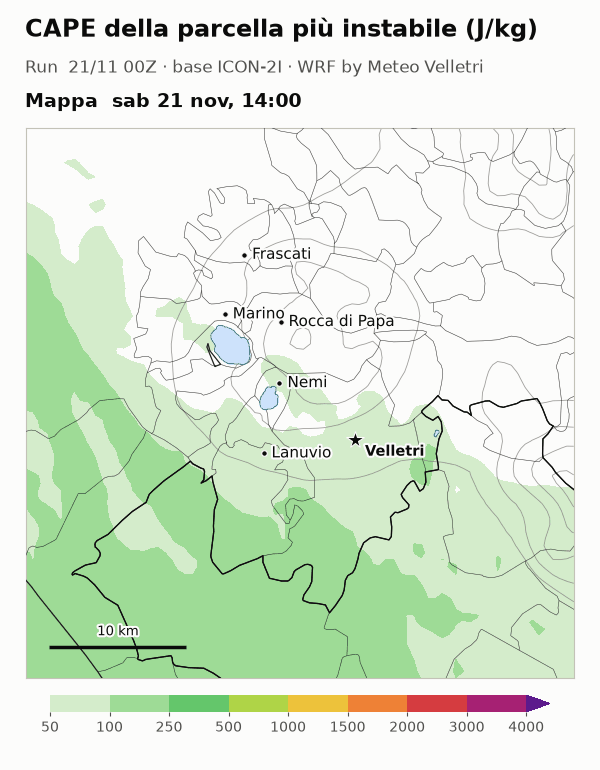 CAPE della parcella più instabile (J/kg)
Run  21/11 00Z · base ICON-2I · WRF by Meteo Velletri
Mappa  sab 21 nov, 14:00
Frascati
Marino
Rocca di Papa
Nemi
Velletri
Lanuvio
10 km
50 100 250 500 1000 1500 2000 3000 4000